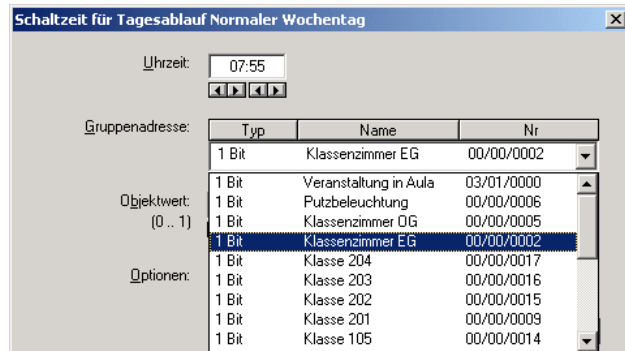 Schaltzeit für Tagesablauf Normaler Wochentag
Uhrzeit: 07:55
Gruppenadresse: Typ Name Nr
1 Bit Klassenzimmer EG 00/00/0002
1 Bit Veranstaltung in Aula 03/01/0000
Objektwert: 1 Bit Putzbeleuchtung 00/00/0006
(0 .. 1) 1 Bit Klassenzimmer OG 00/00/0005
1 Bit Klassenzimmer EG 00/00/0002
1 Bit Klasse 204 00/00/0017
Optionen: 1 Bit Klasse 203 00/00/0016
1 Bit Klasse 202 00/00/0015
1 Bit Klasse 201 00/00/0009
1 Bit Klasse 105 00/00/0014